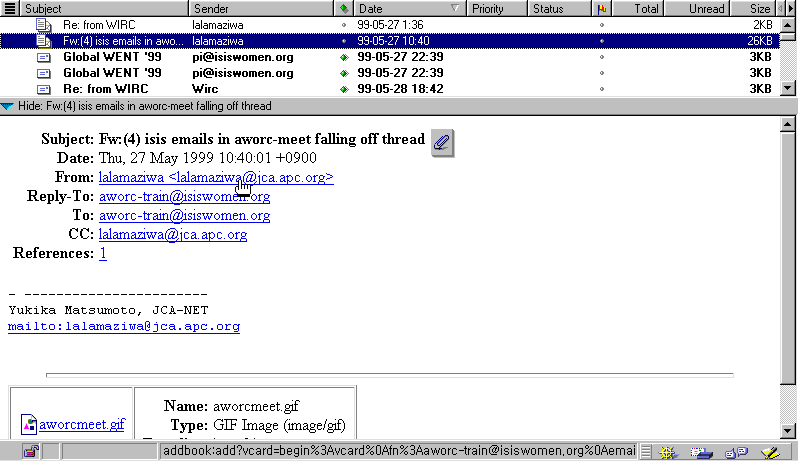 Subject Sender Date Priority Status Total Unread Size
Re: from WIRC lalamaziwa 99-05-27 1:36 2KB
Fw:(4) isis emails in awo... lalamaziwa 99-05-27 10:40 26KB
Global WENT '99 pi@isiswomen.org 99-05-27 22:39 3KB
Global WENT '99 pi@isiswomen.org 99-05-27 22:39 3KB
Re: from WIRC Wirc 99-05-28 18:42 3KB
Hide: Fw:(4) isis emails in aworc-meet falling off thread
Subject: Fw:(4) isis emails in aworc-meet falling off thread
Date: Thu, 27 May 1999 10:40:01 +0900
From: lalamaziwa <lalamaziwa@jca.apc.org>
Reply-To: aworc-train@isiswomen.org
To: aworc-train@isiswomen.org
CC: lalamaziwa@jca.apc.org
References: 1
- -----------------------
Yukika Matsumoto, JCA-NET
mailto:lalamaziwa@jca.apc.org
aworcmeet.gif
Name: aworcmeet.gif
Type: GIF Image (image/gif)
addbook:add?vcard=begin%3Avcard%0Afn%3Aaworc-train@isiswomen.org%0Aemai